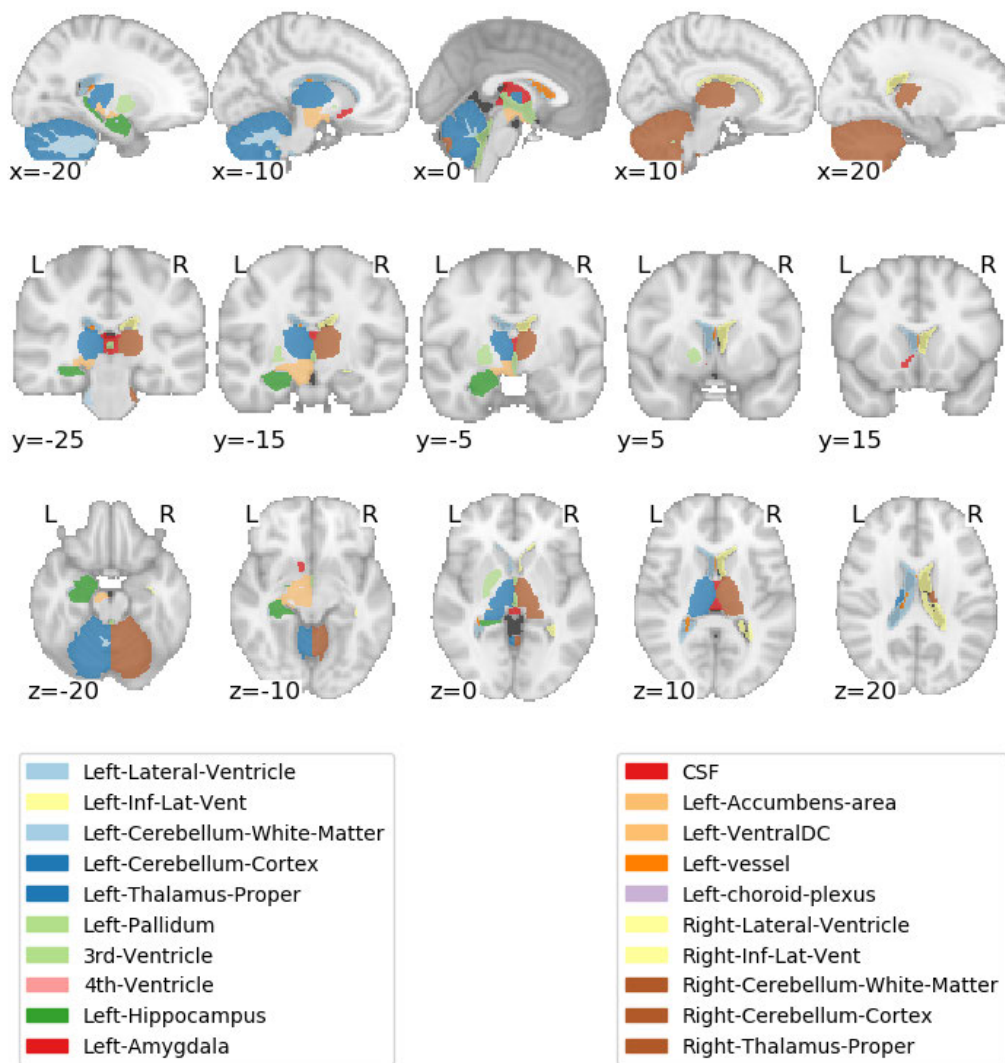 x=-20 x=-10 x=0 x=10 x=20
L R L R L R L R L R
y=-25 y=-15 y=-5 y=5 y=15
L R L R L R L R L R
z=-20 z=-10 z=0 z=10 z=20
Left-Lateral-Ventricle
Left-Inf-Lat-Vent
Left-Cerebellum-White-Matter
Left-Cerebellum-Cortex
Left-Thalamus-Proper
Left-Pallidum
3rd-Ventricle
4th-Ventricle
Left-Hippocampus
Left-Amygdala
CSF
Left-Accumbens-area
Left-VentralDC
Left-vessel
Left-choroid-plexus
Right-Lateral-Ventricle
Right-Inf-Lat-Vent
Right-Cerebellum-White-Matter
Right-Cerebellum-Cortex
Right-Thalamus-Proper